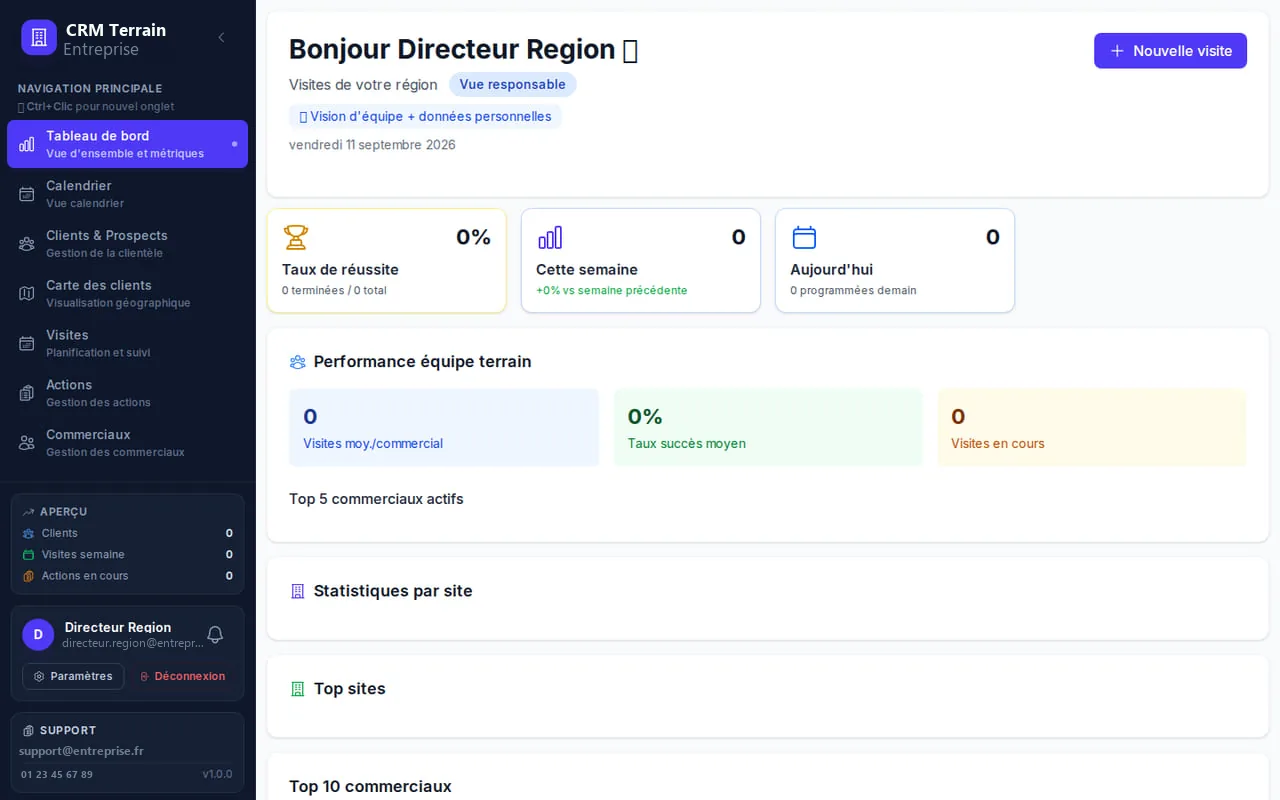 CRM Terrain
Entreprise
NAVIGATION PRINCIPALE
Ctrl+Clic pour nouvel onglet
Tableau de bord
Vue d'ensemble et métriques
Calendrier
Vue calendrier
Clients & Prospects
Gestion de la clientèle
Carte des clients
Visualisation géographique
Visites
Planification et suivi
Actions
Gestion des actions
Commerciaux
Gestion des commerciaux
APERÇU
Clients 0
Visites semaine 0
Actions en cours 0
D
Directeur Region
directeur.region@entrepr...
Paramètres
Déconnexion
SUPPORT
support@entreprise.fr
01 23 45 67 89 v1.0.0
Bonjour Directeur Region
Nouvelle visite
Visites de votre région Vue responsable
Vision d'équipe + données personnelles
vendredi 11 septembre 2026
0%
Taux de réussite
0 terminées / 0 total
0
Cette semaine
+0% vs semaine précédente
0
Aujourd'hui
0 programmées demain
Performance équipe terrain
0
Visites moy./commercial
0%
Taux succès moyen
0
Visites en cours
Top 5 commerciaux actifs
Statistiques par site
Top sites
Top 10 commerciaux